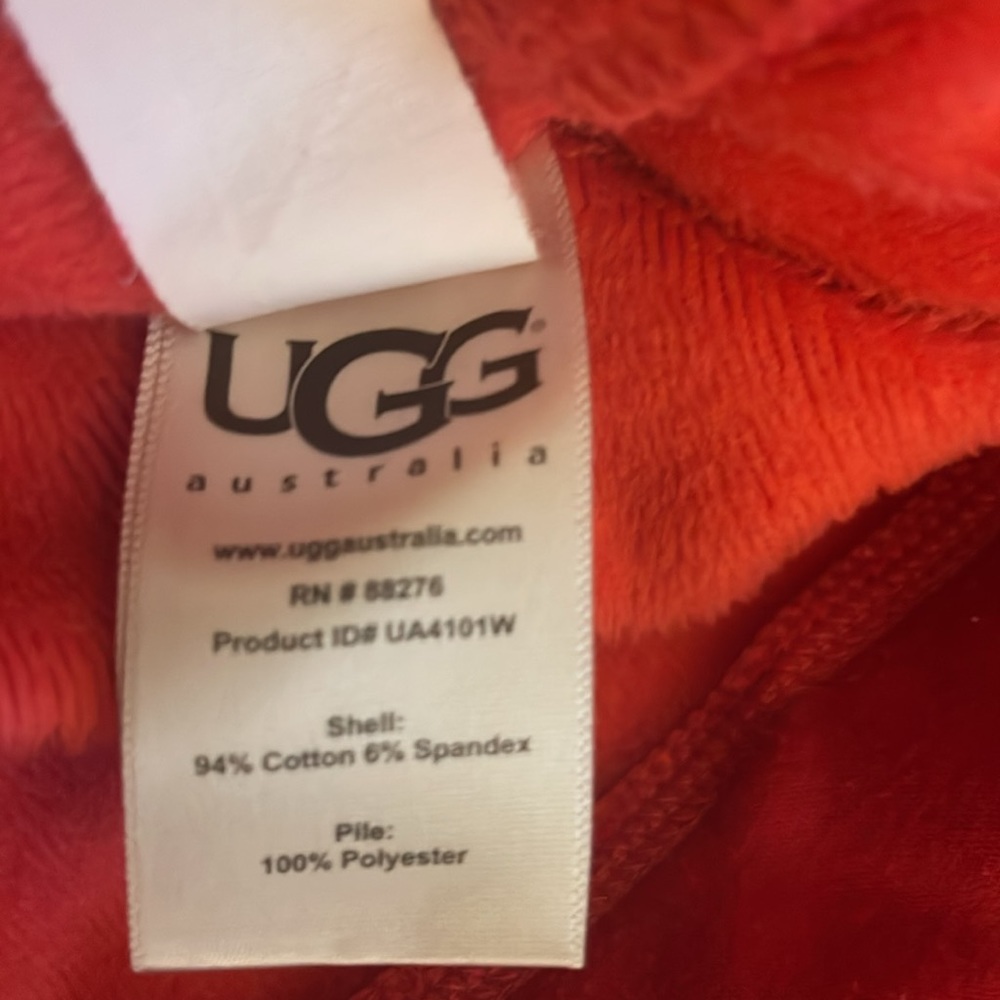 UGG®
australia
www.uggaustralia.com
RN # 88276
Product ID# UA4101W
Shell:
94% Cotton 6% Spandex
Pile:
100% Polyester